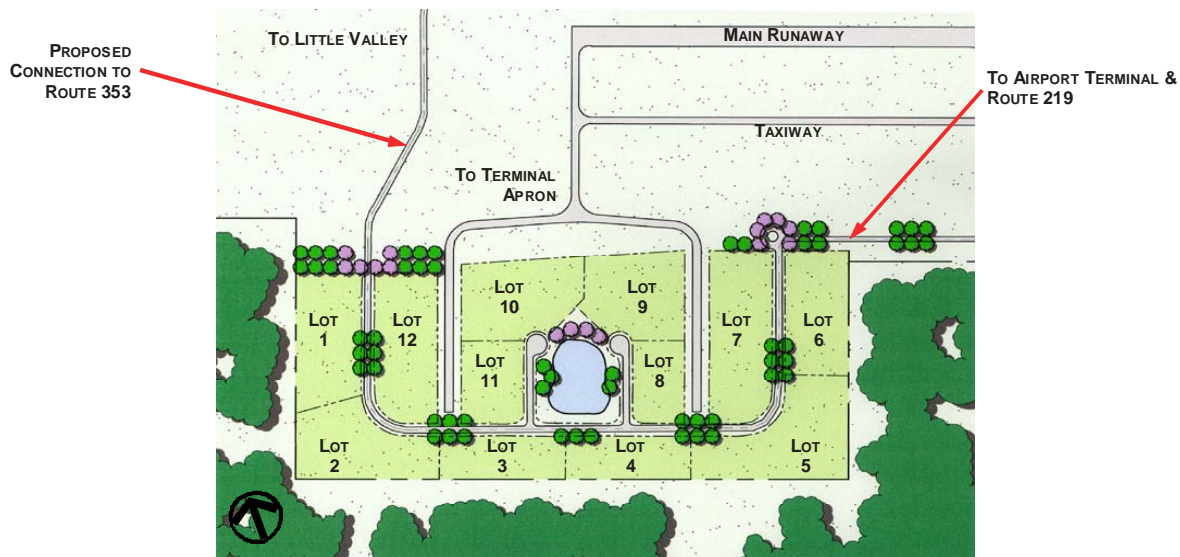 PROPOSED
CONNECTION TO
ROUTE 353
TO LITTLE VALLEY
MAIN RUNAWAY
TO AIRPORT TERMINAL &
ROUTE 219
TAXIWAY
TO TERMINAL
APRON
LOT
10
LOT
9
LOT
1
LOT
12
LOT
7
LOT
6
LOT
11
LOT
8
LOT
2
LOT
3
LOT
4
LOT
5